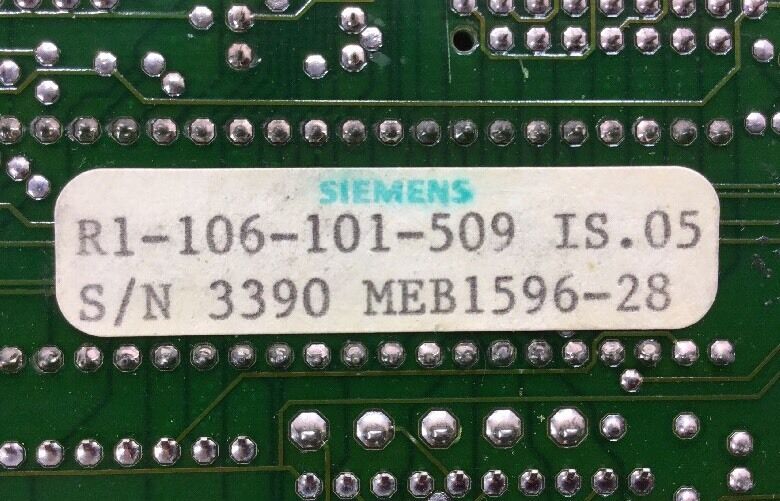 SIEMENS
R1-106-101-509 IS.05
S/N 3390 MEB1596-28